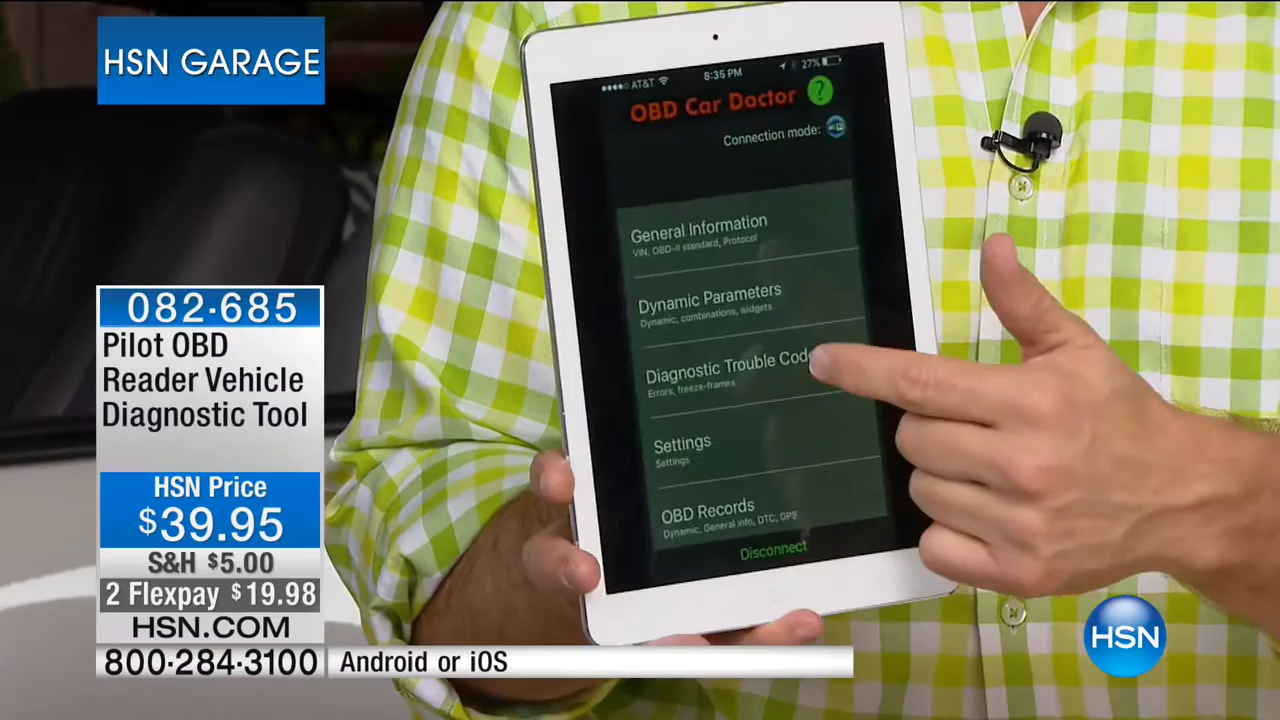 HSN GARAGE
082•685
Pilot OBD
Reader Vehicle
Diagnostic Tool
HSN Price
$39.95
S&H $5.00
2 Flexpay $19.98
HSN.COM
800•284•3100
Android or iOS
AT&T 8:35 PM 27%
OBD Car Doctor ?
Connection mode:
General Information
VIN, OBD-II standard, Protocol
Dynamic Parameters
Dynamic, combinations, widgets
Diagnostic Trouble Cod
Errors, freeze-frames
Settings
Settings
OBD Records
Dynamic, General info, DTC, GPS
Disconnect
HSN